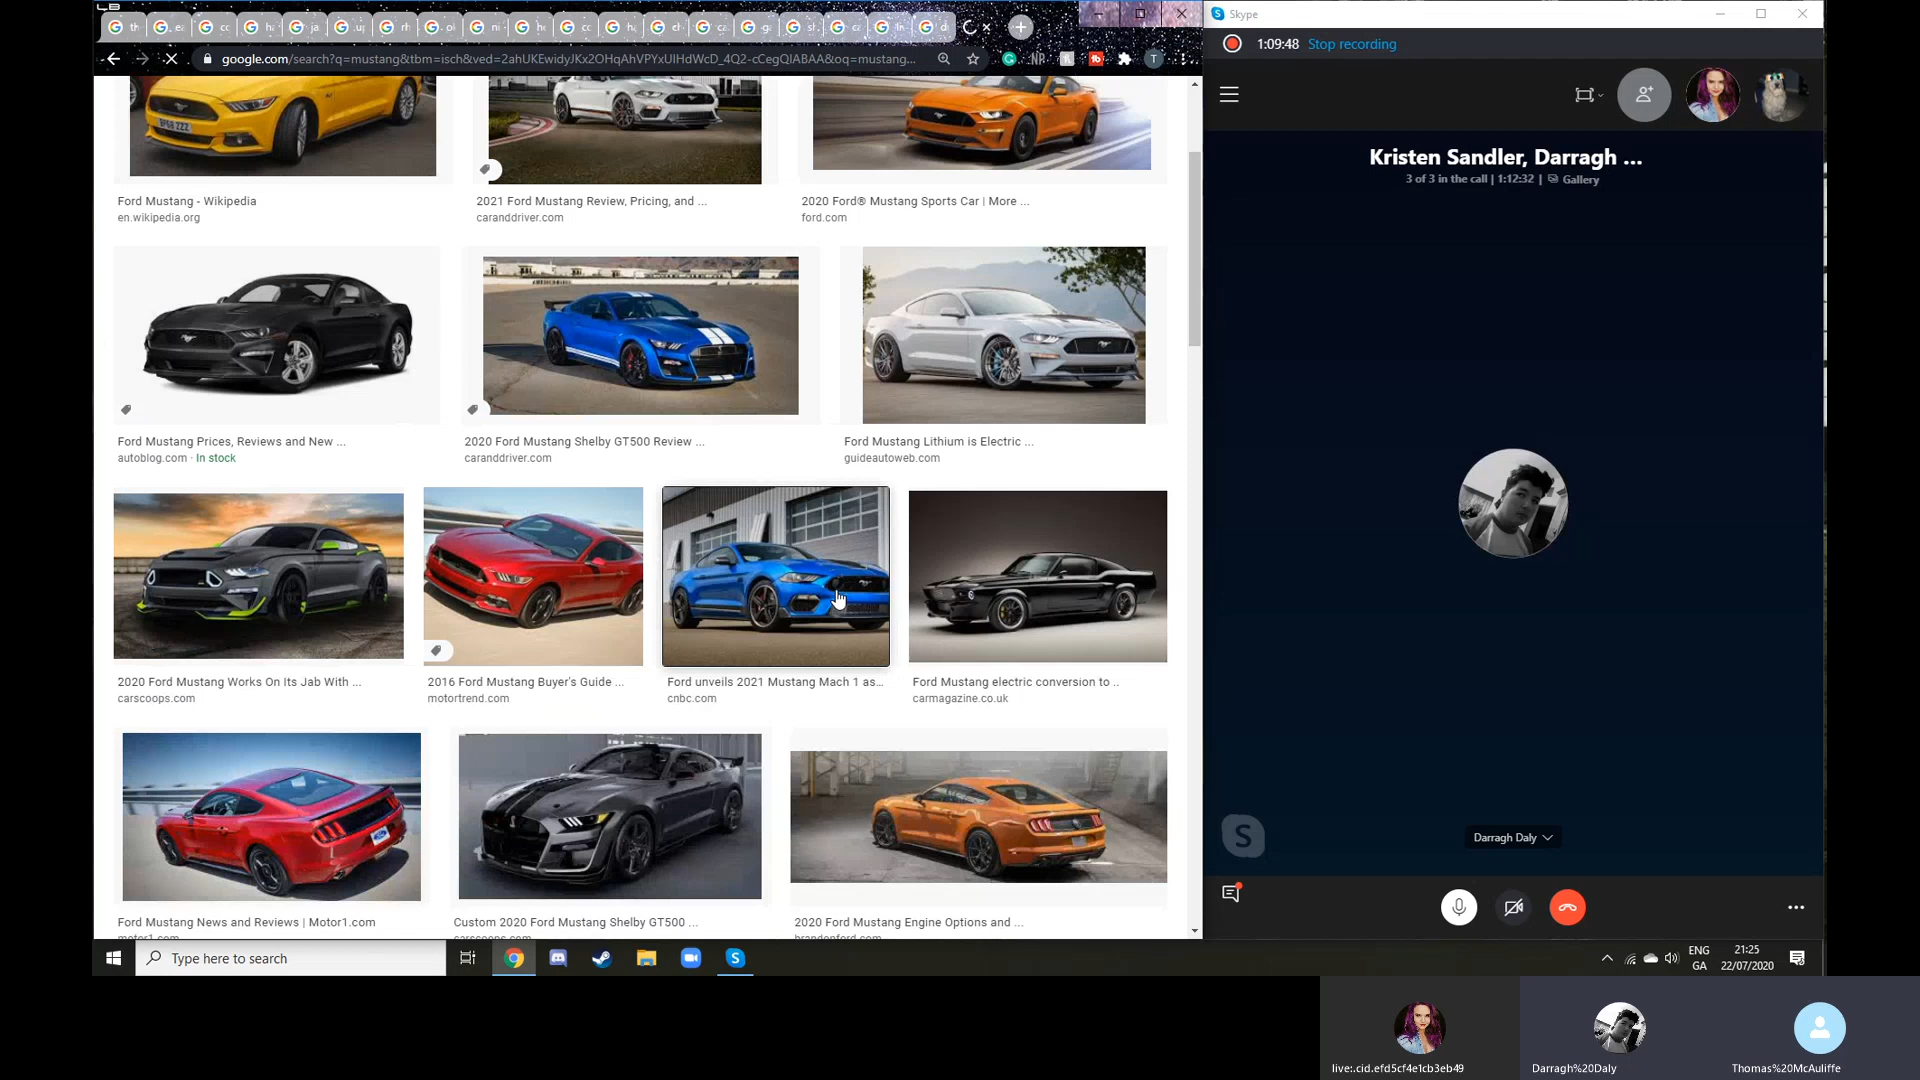 google.com/search?q=mustang&tbm=isch&ved=2ahUKEwidyJKx2OHqAhVPYxUIHdWcD_4Q2-cCegQIABAA&oq=mustang...
T
Skype
1:09:48 Stop recording
Kristen Sandler, Darragh ...
3 of 3 in the call | 1:12:32 | Gallery
Ford Mustang - Wikipedia
en.wikipedia.org
2021 Ford Mustang Review, Pricing, and ...
caranddriver.com
2020 Ford® Mustang Sports Car | More ...
ford.com
Ford Mustang Prices, Reviews and New ...
autoblog.com · In stock
2020 Ford Mustang Shelby GT500 Review ...
caranddriver.com
Ford Mustang Lithium is Electric ...
guideautoweb.com
2020 Ford Mustang Works On Its Jab With ...
carscoops.com
2016 Ford Mustang Buyer's Guide ...
motortrend.com
Ford unveils 2021 Mustang Mach 1 as...
cnbc.com
Ford Mustang electric conversion to ..
carmagazine.co.uk
Ford Mustang News and Reviews | Motor1.com
motor1.com
Custom 2020 Ford Mustang Shelby GT500 ...
carscoops.com
2020 Ford Mustang Engine Options and ...
brandonford.com
Darragh Daly
Type here to search
ENG
GA
21:25
22/07/2020
live:.cid.efd5cf4e1cb3eb49
Darragh%20Daly
Thomas%20McAuliffe